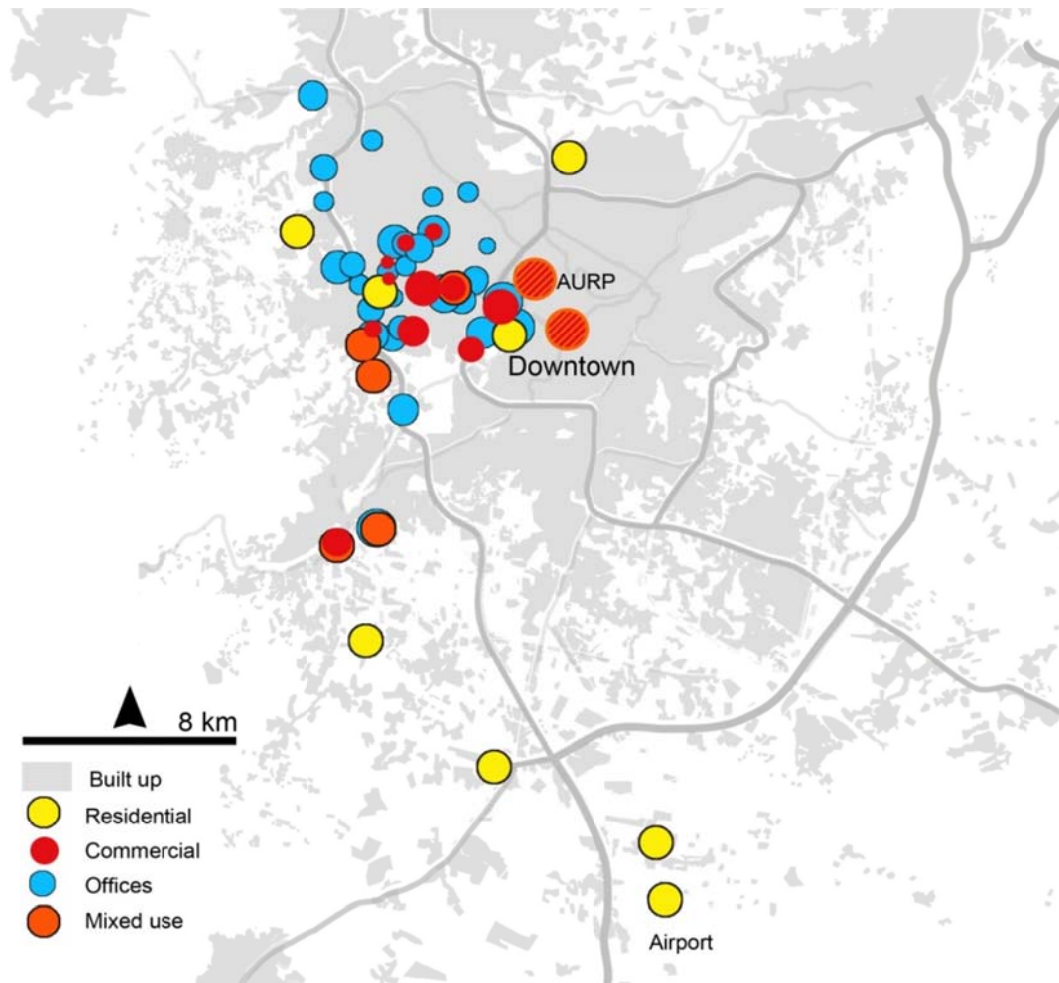 AURP
Downtown
8 km
Built up
Residential
Commercial
Offices
Mixed use
Airport